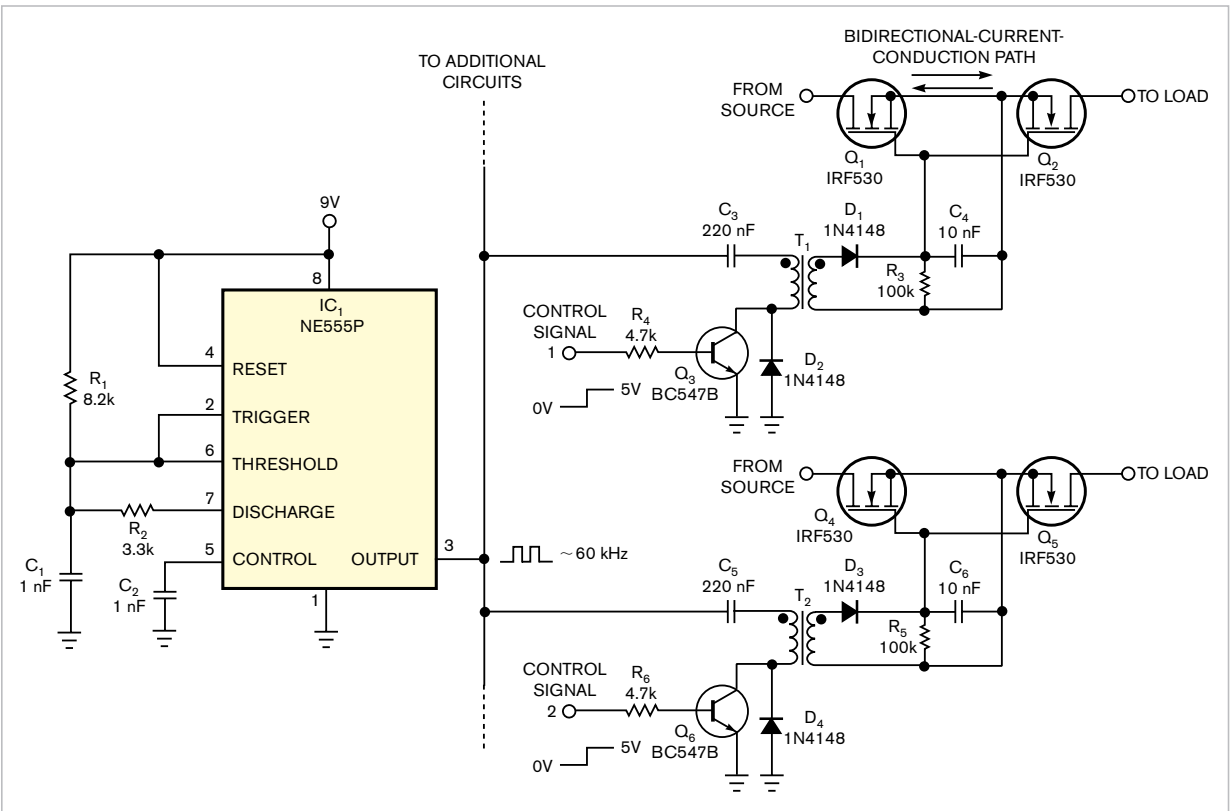 BIDIRECTIONAL-CURRENT-
CONDUCTION PATH
TO ADDITIONAL
CIRCUITS
FROM
SOURCE
TO LOAD
Q1
IRF530
Q2
IRF530
9V
8
IC1
NE555P
4
RESET
2
TRIGGER
6
THRESHOLD
7
DISCHARGE
5
CONTROL
OUTPUT
3
1
R1
8.2k
R2
3.3k
C1
1 nF
C2
1 nF
~60 kHz
C3
220 nF
T1
D1
1N4148
C4
10 nF
R3
100k
CONTROL
SIGNAL
1
R4
4.7k
0V
5V
Q3
BC547B
D2
1N4148
FROM
SOURCE
TO LOAD
Q4
IRF530
Q5
IRF530
C5
220 nF
T2
D3
1N4148
C6
10 nF
R5
100k
CONTROL
SIGNAL
2
R6
4.7k
0V
5V
Q6
BC547B
D4
1N4148